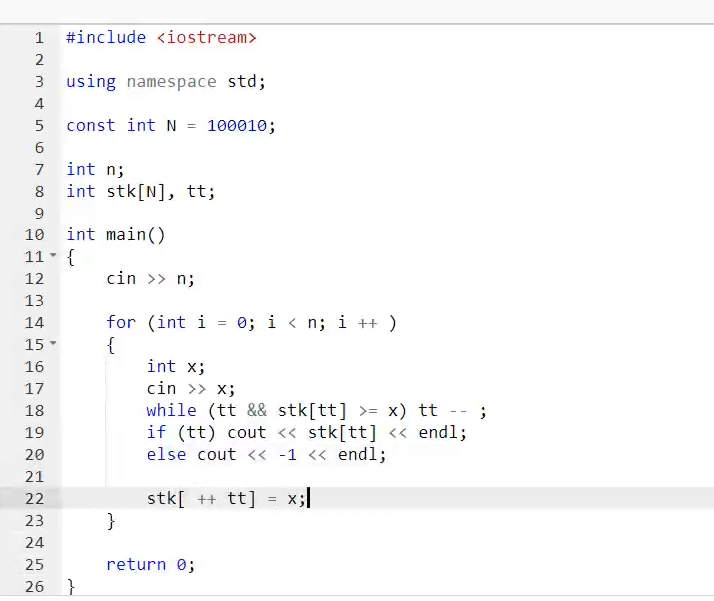 1 #include <iostream>
2
3 using namespace std;
4
5 const int N = 100010;
6
7 int n;
8 int stk[N], tt;
9
10 int main()
11 {
12     cin >> n;
13
14     for (int i = 0; i < n; i ++ )
15     {
16         int x;
17         cin >> x;
18         while (tt && stk[tt] >= x) tt -- ;
19         if (tt) cout << stk[tt] << endl;
20         else cout << -1 << endl;
21
22         stk[ ++ tt] = x;
23     }
24
25     return 0;
26 }